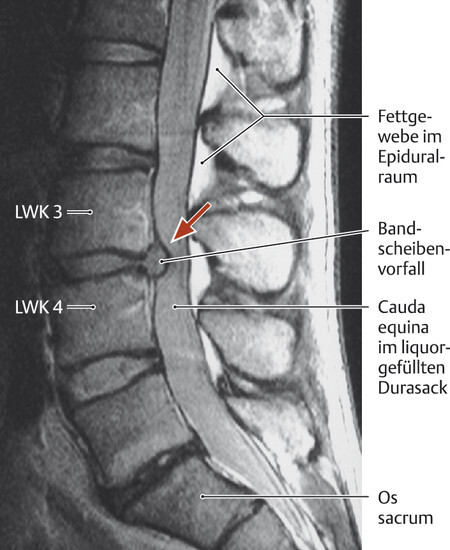 Fettge-
webe im
Epidural-
raum
LWK 3
Band-
scheiben-
vorfall
LWK 4
Cauda
equina
im liquor-
gefüllten
Durasack
Os
sacrum